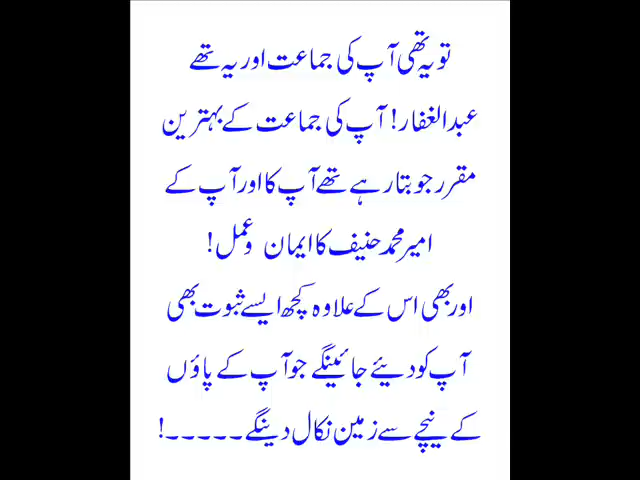 تو یہ تھی آپ کی جماعت اور یہ تھے
عبدالغفار! آپ کی جماعت کے بہترین
مقرر جو بتا رہے تھے آپ کا اور آپ کے
امیر محمد حنیف کا ایمان و عمل!
اور بھی اس کے علاوہ کچھ ایسے ثبوت بھی
آپ کو دیئے جائینگے جو آپ کے پاؤں
کے نیچے سے زمین نکال دینگے۔۔۔۔۔!